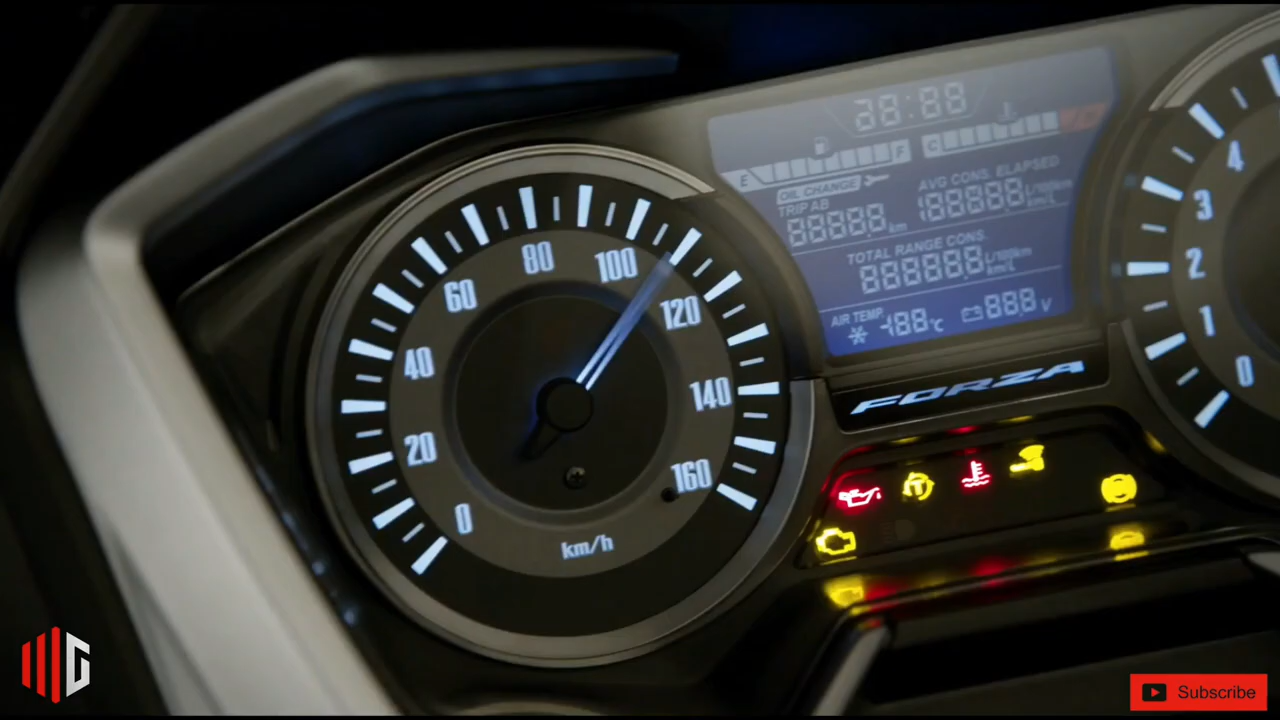 28:88
E
F
C
OIL CHANGE
TRIP AB
88888 km
AVG CONS. ELAPSED
188888 L/100km
km/L
TOTAL RANGE CONS.
888888 L/100km
km/L
AIR TEMP.
-188 °C
888 V
FORZA
0
20
40
60
80
100
120
140
160
km/h
0
1
2
3
4
G
Subscribe